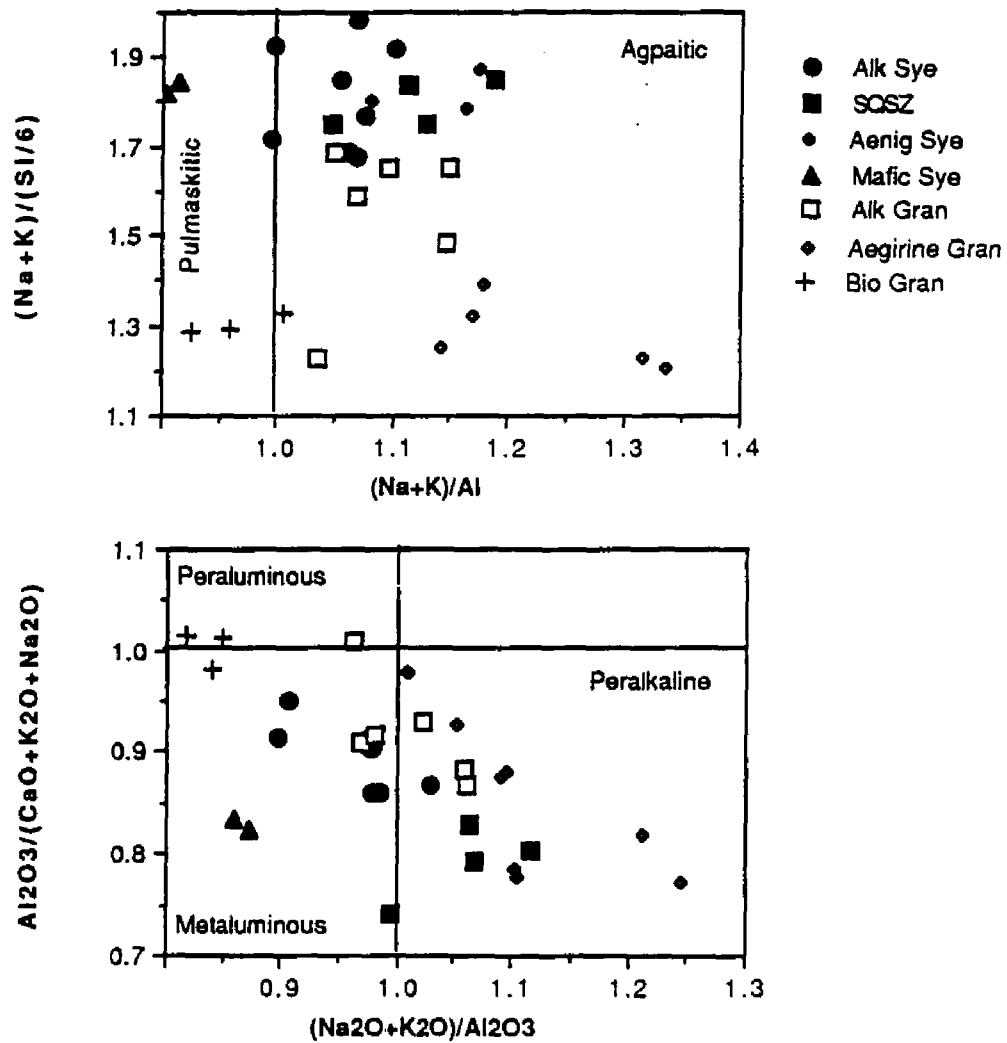 (Na+K)/(SI/6)
1.9
1.7
1.5
1.3
1.1
Pulmaskitic
Agpaitic
1.0
1.1
1.2
1.3
1.4
(Na+K)/Al
Alk Sye
SQSZ
Aenig Sye
Mafic Sye
Alk Gran
Aegirine Gran
Bio Gran
Al2O3/(CaO+K2O+Na2O)
1.1
1.0
0.9
0.8
0.7
Peraluminous
Peralkaline
Metaluminous
0.9
1.0
1.1
1.2
1.3
(Na2O+K2O)/Al2O3